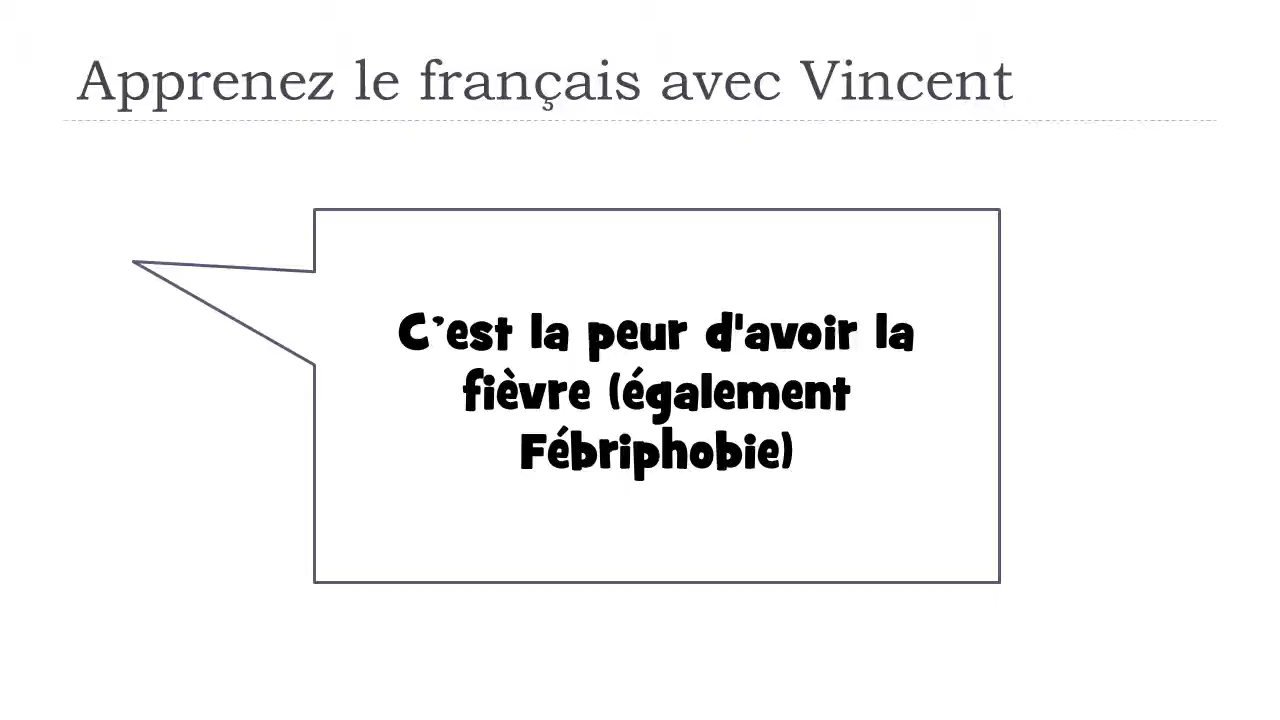 Apprenez le français avec Vincent
C’est la peur d'avoir la
fièvre (également
Fébriphobie)